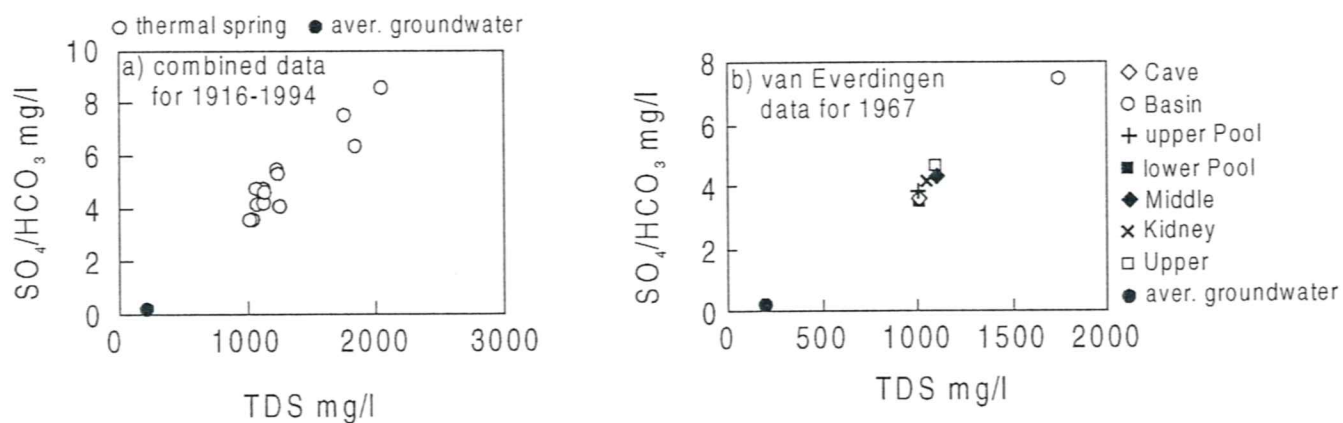 ○ thermal spring ● aver. groundwater
a) combined data
for 1916-1994
SO₄/HCO₃ mg/l
10
8
6
4
2
0
0 1000 2000 3000
TDS mg/l
b) van Everdingen
data for 1967
SO₄/HCO₃ mg/l
8
6
4
2
0
0 500 1000 1500 2000
TDS mg/l
◇ Cave
○ Basin
+ upper Pool
■ lower Pool
◆ Middle
× Kidney
□ Upper
● aver. groundwater